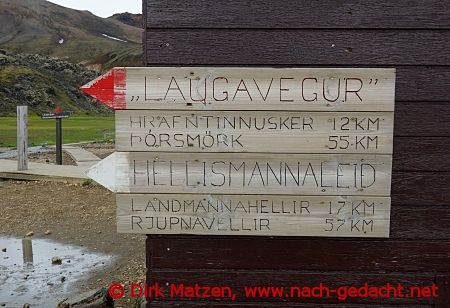 „LAUGAVEGUR”
HRAFNTINNUSKER 12 KM
ÞÓRSMÖRK 55 KM
HELLISMANNALEID
LANDMANNAHELLIR 17 KM
RJUPNAVELLIR 57 KM
© Dirk Matzen, www.nach-gedacht.net